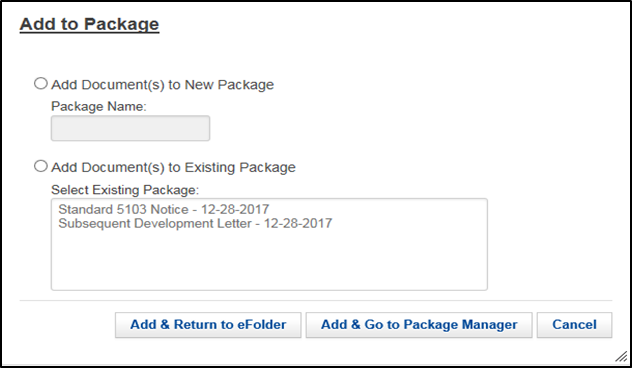 Add to Package
Add Document(s) to New Package
Package Name:
Add Document(s) to Existing Package
Select Existing Package:
Standard 5103 Notice - 12-28-2017
Subsequent Development Letter - 12-28-2017
Add & Return to eFolder
Add & Go to Package Manager
Cancel